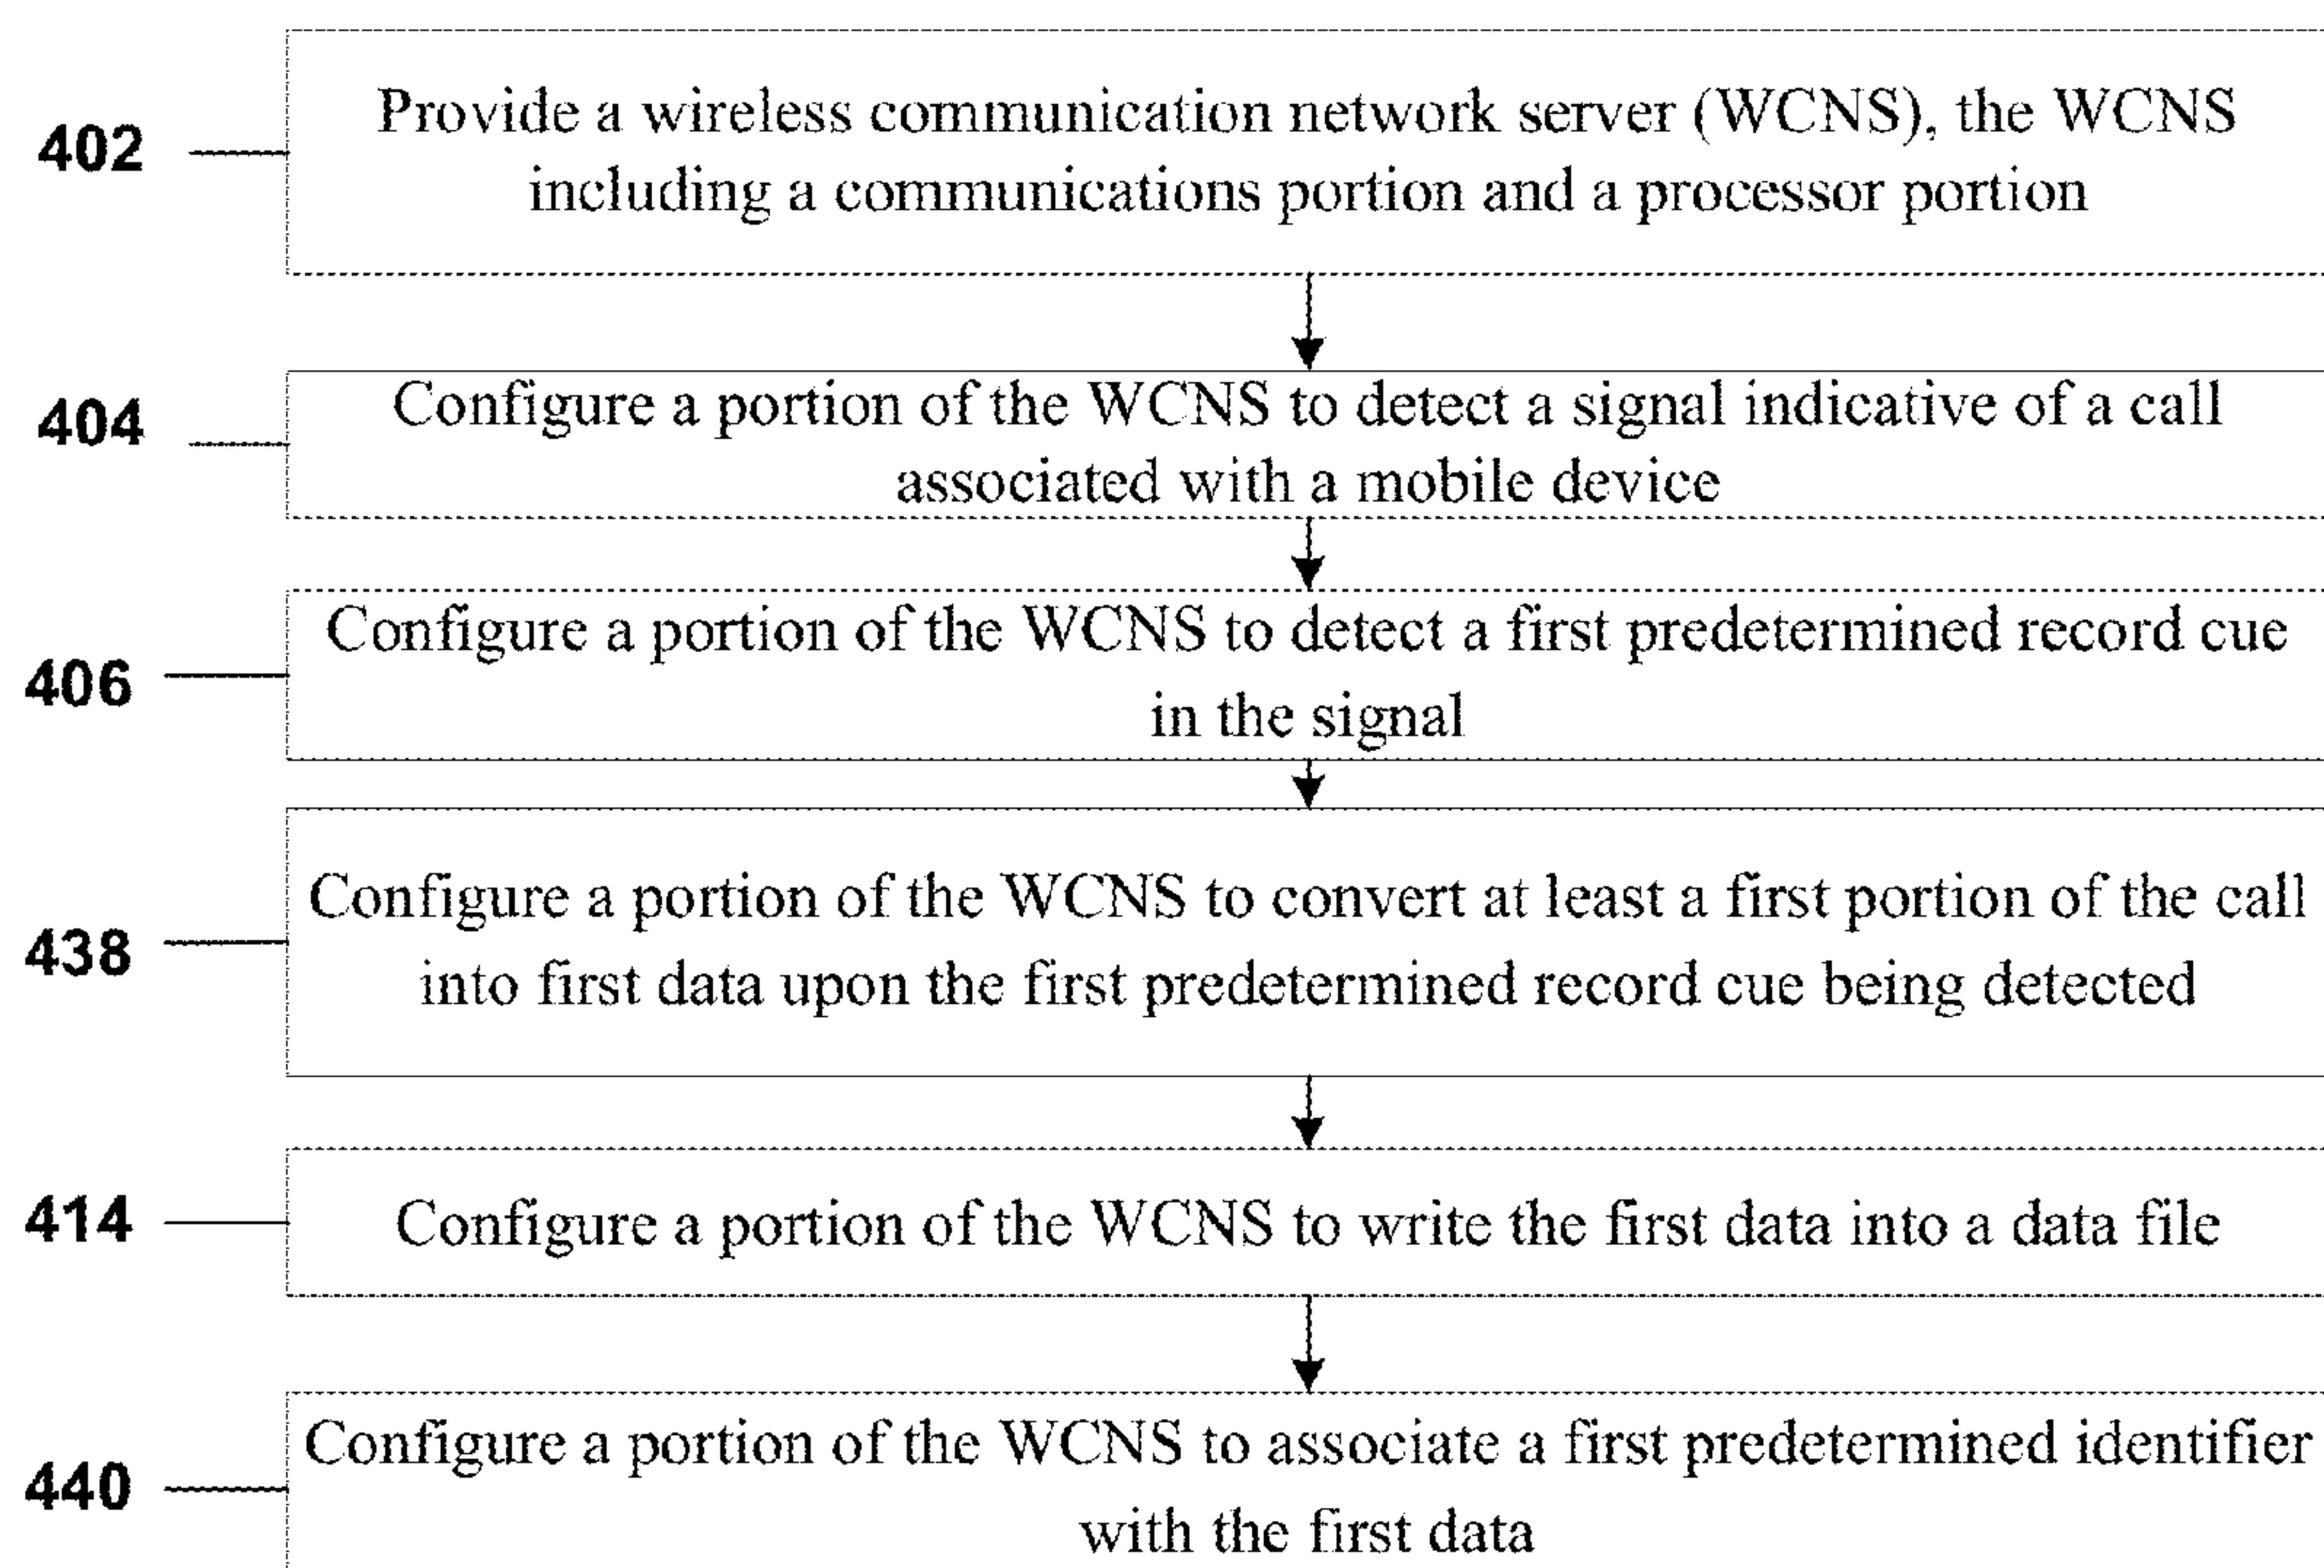 402
Provide a wireless communication network server (WCNS), the WCNS
including a communications portion and a processor portion
404
Configure a portion of the WCNS to detect a signal indicative of a call
associated with a mobile device
406
Configure a portion of the WCNS to detect a first predetermined record cue
in the signal
438
Configure a portion of the WCNS to convert at least a first portion of the call
into first data upon the first predetermined record cue being detected
414
Configure a portion of the WCNS to write the first data into a data file
440
Configure a portion of the WCNS to associate a first predetermined identifier
with the first data